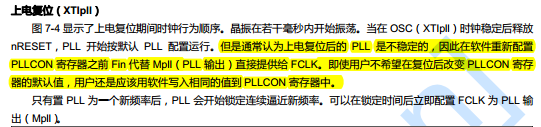 上电复位(XTIpll)
图 7-4 显示了上电复位期间时钟行为顺序。晶振在若干毫秒内开始振荡。当在 OSC(XTIpll)时钟稳定后释放
nRESET,PLL 开始按默认 PLL 配置运行。但是通常认为上电复位后的 PLL 是不稳定的,因此在软件重新配置
PLLCON 寄存器之前 Fin 代替 Mpll(PLL 输出)直接提供给 FCLK。即使用户不希望在复位后改变 PLLCON 寄存
器的默认值,用户还是应该用软件写入相同的值到 PLLCON 寄存器中。
只有置 PLL 为一个新频率后,PLL 会开始锁定连续逼近新频率。可以在锁定时间后立即配置 FCLK 为 PLL 输
出(Mpll)。